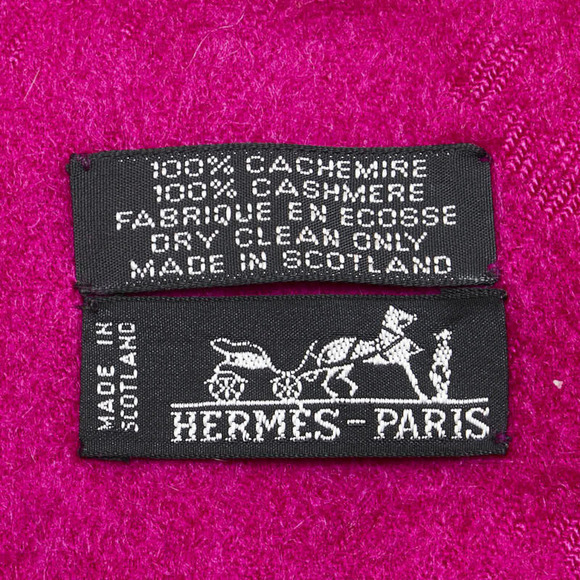 100% CACHEMIRE
100% CASHMERE
FABRIQUE EN ECOSSE
DRY CLEAN ONLY
MADE IN SCOTLAND
MADE IN
SCOTLAND
HERMES-PARIS